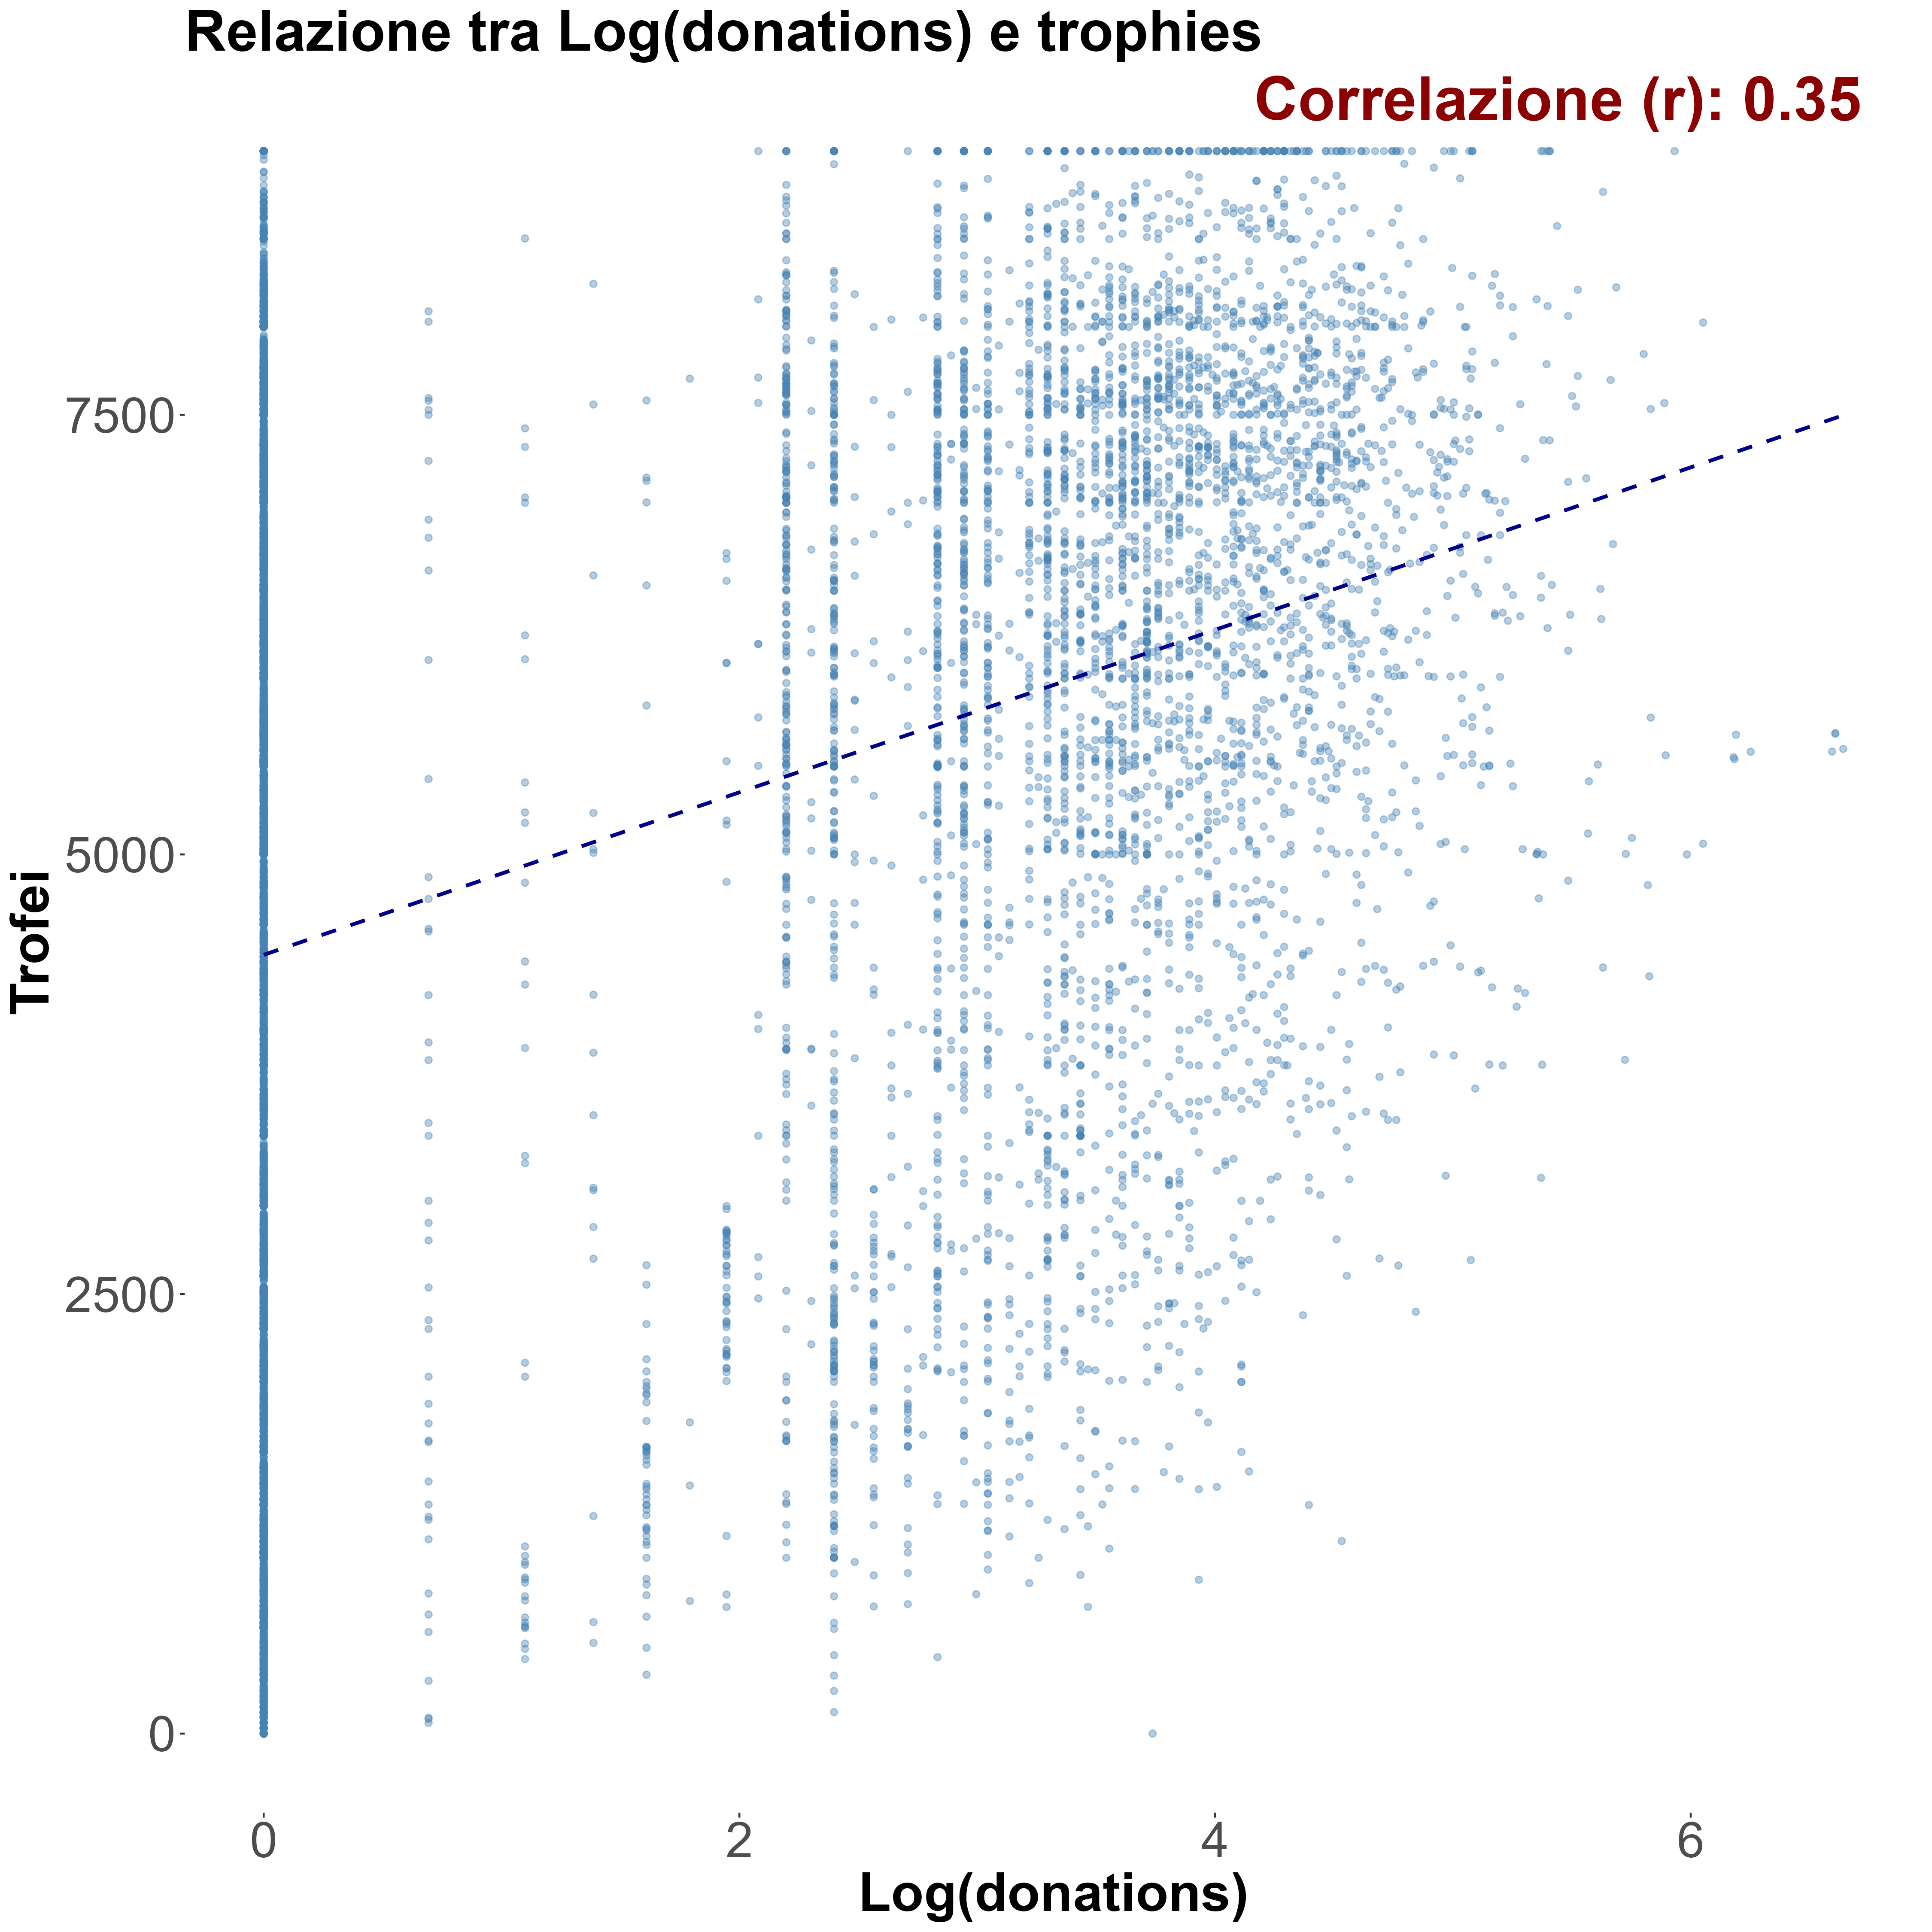 Relazione tra Log(donations) e trophies
Correlazione (r): 0.35
7500
5000
2500
0
Trofei
0 2 4 6
Log(donations)